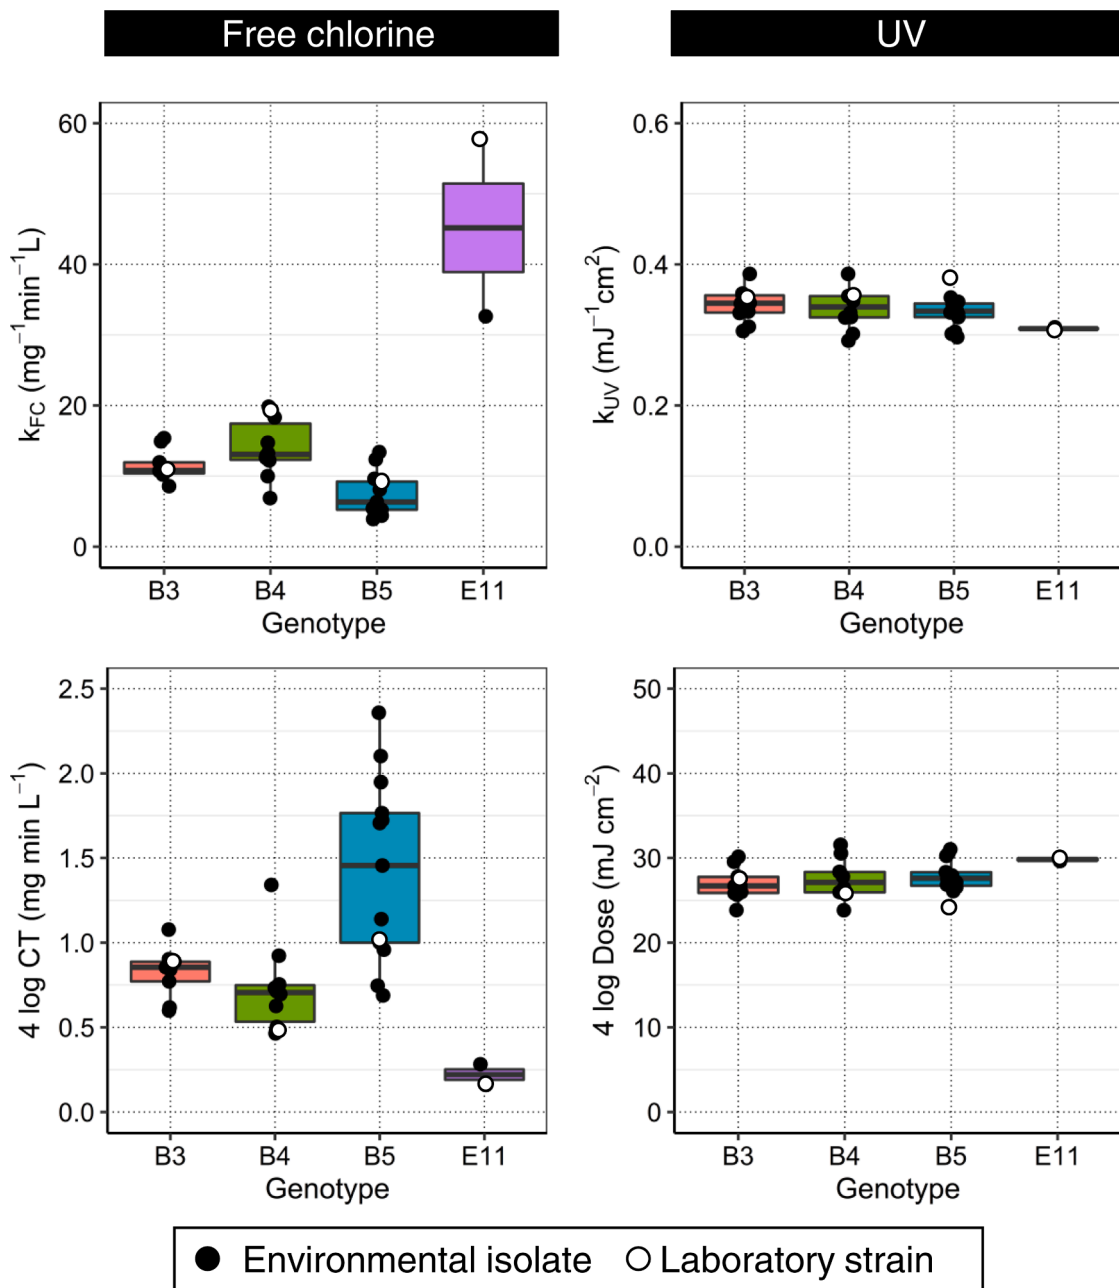 Free chlorine
UV
k_FC (mg⁻¹min⁻¹L)
60
40
20
0
B3 B4 B5 E11
Genotype
k_UV (mJ⁻¹cm²)
0.6
0.4
0.2
0.0
B3 B4 B5 E11
Genotype
4 log CT (mg min L⁻¹)
2.5
2.0
1.5
1.0
0.5
0.0
B3 B4 B5 E11
Genotype
4 log Dose (mJ cm⁻²)
50
40
30
20
10
0
B3 B4 B5 E11
Genotype
Environmental isolate Laboratory strain